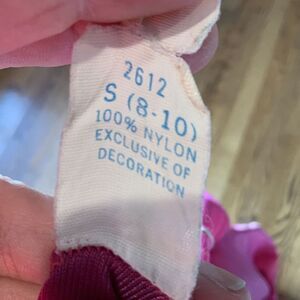 2612
S (8-10)
100% NYLON
EXCLUSIVE OF
DECORATION